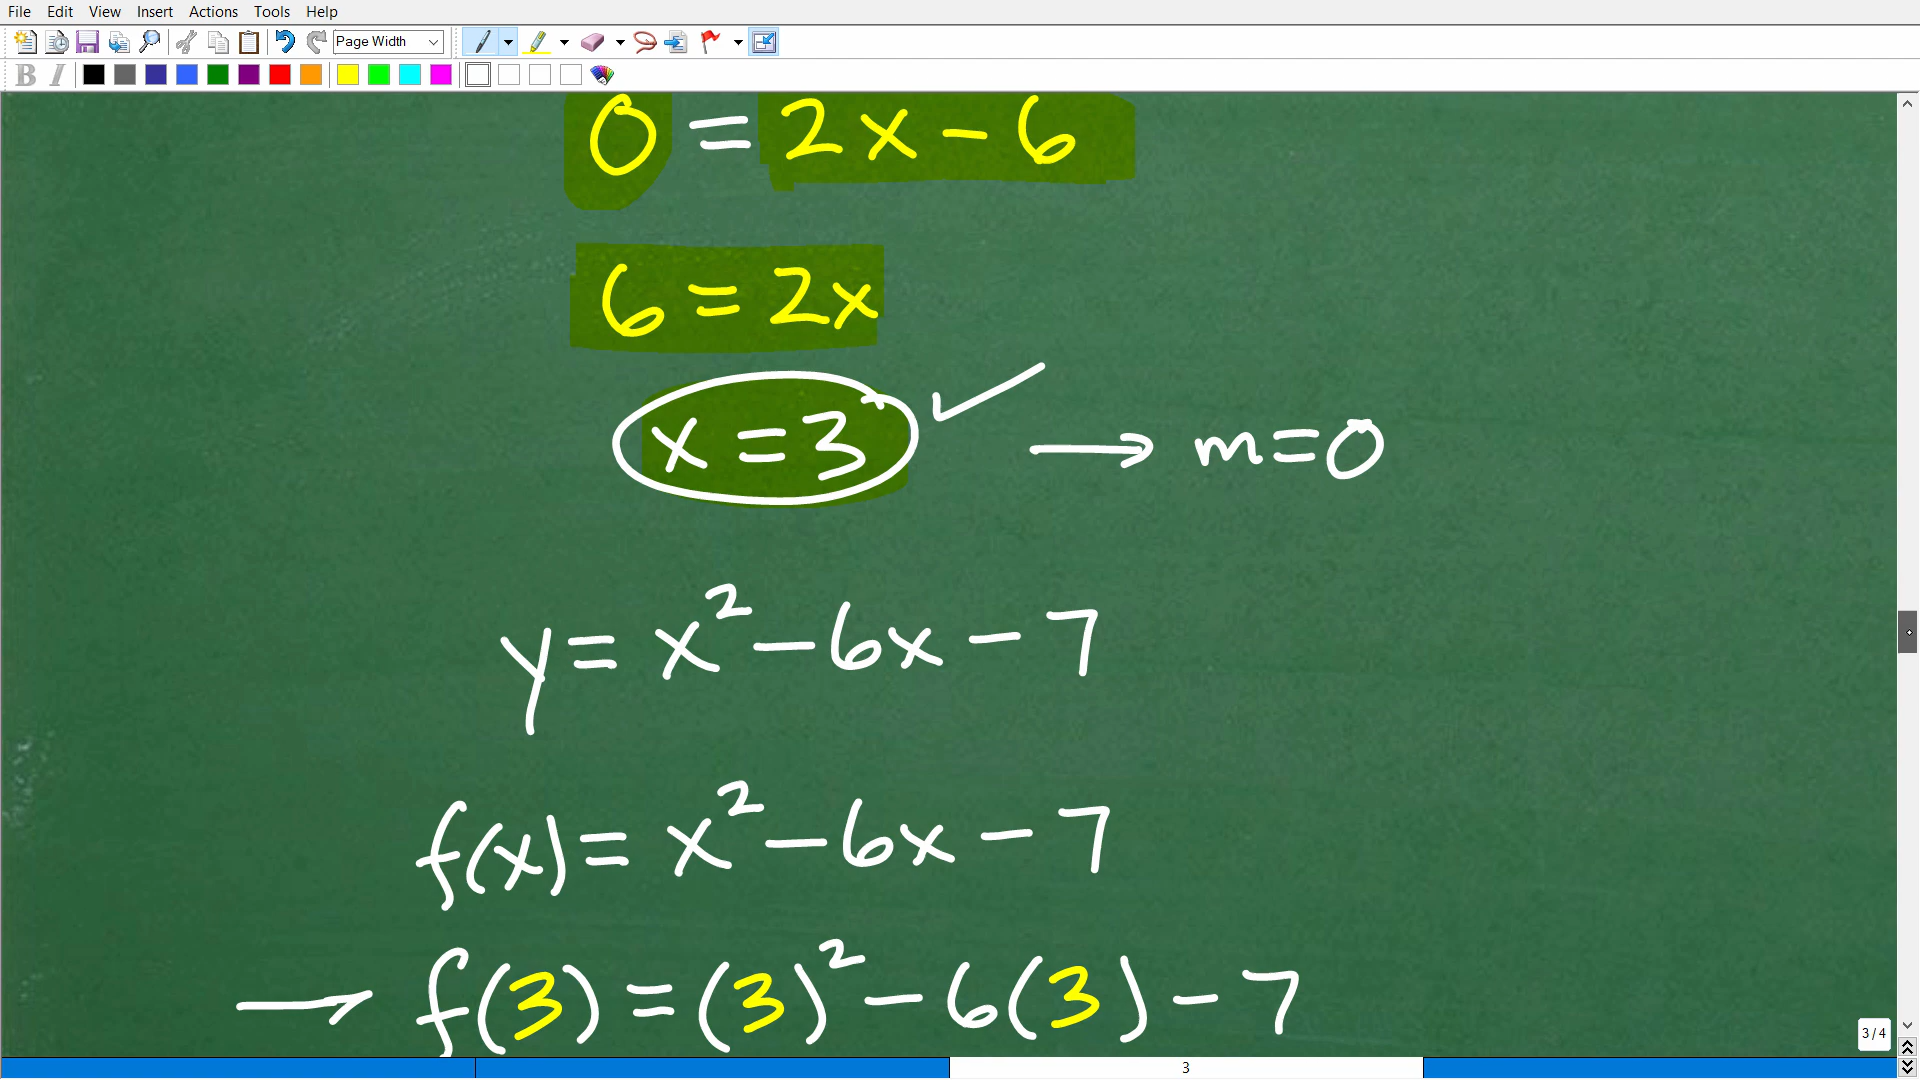 File Edit View Insert Actions Tools Help
Page Width
B I
0 = 2x - 6
6 = 2x
x = 3 ✓ → m = 0
y = x² - 6x - 7
f(x) = x² - 6x - 7
→ f(3) = (3)² - 6(3) - 7
3 / 4
3